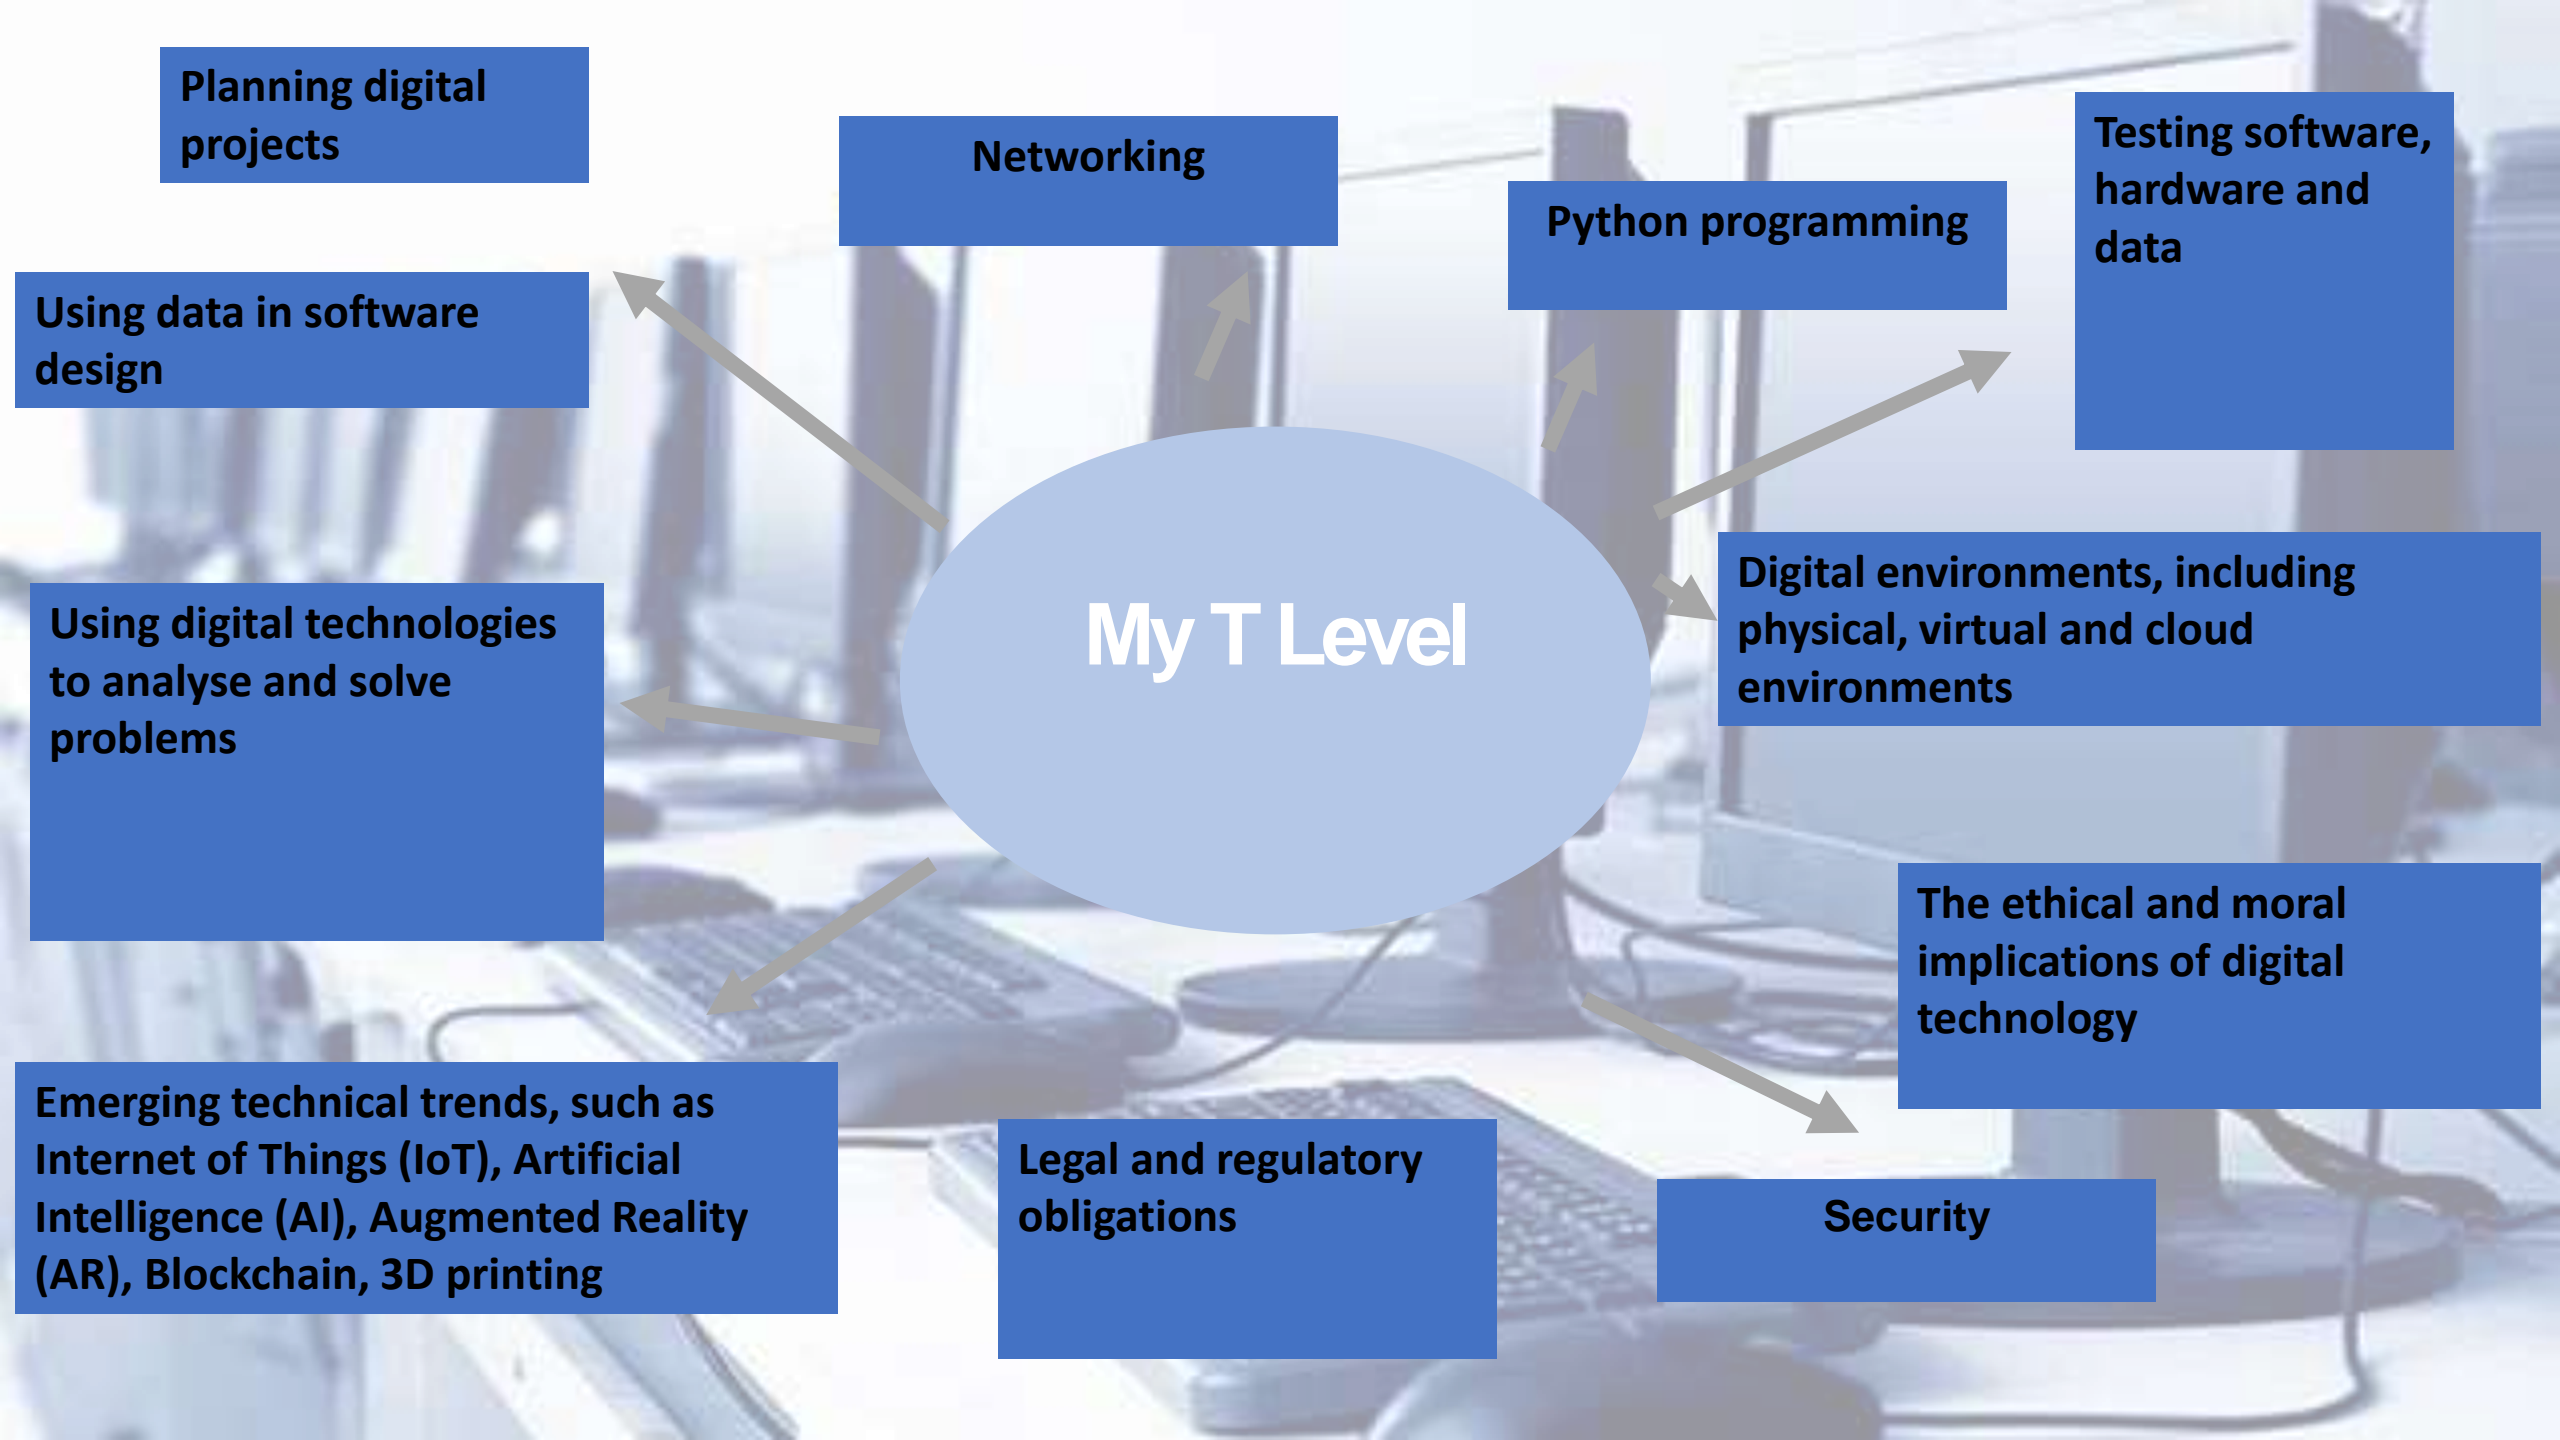 Planning digital
projects
Networking
Python programming
Testing software,
hardware and
data
Using data in software
design
My T Level
Digital environments, including
physical, virtual and cloud
environments
Using digital technologies
to analyse and solve
problems
The ethical and moral
implications of digital
technology
Emerging technical trends, such as
Internet of Things (IoT), Artificial
Intelligence (AI), Augmented Reality
(AR), Blockchain, 3D printing
Legal and regulatory
obligations
Security